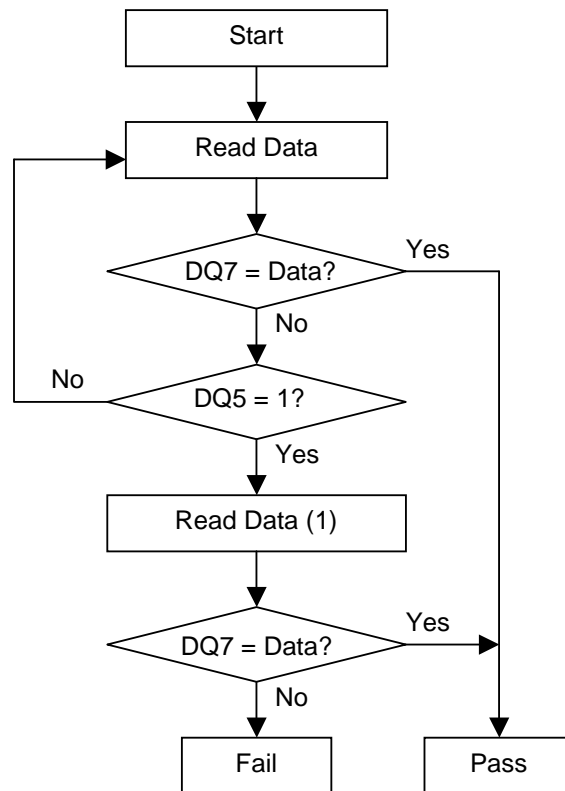 Start
Read Data
DQ7 = Data?
Yes
No
DQ5 = 1?
No
Yes
Read Data (1)
DQ7 = Data?
Yes
No
Fail
Pass